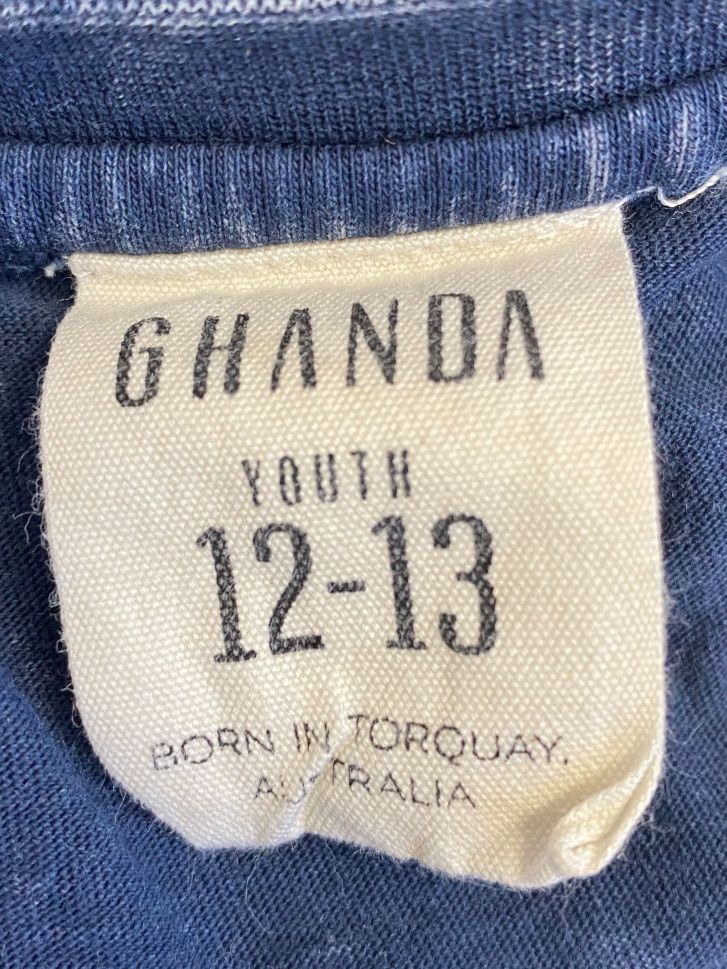 GHANDA
YOUTH
12-13
BORN IN TORQUAY,
AUSTRALIA